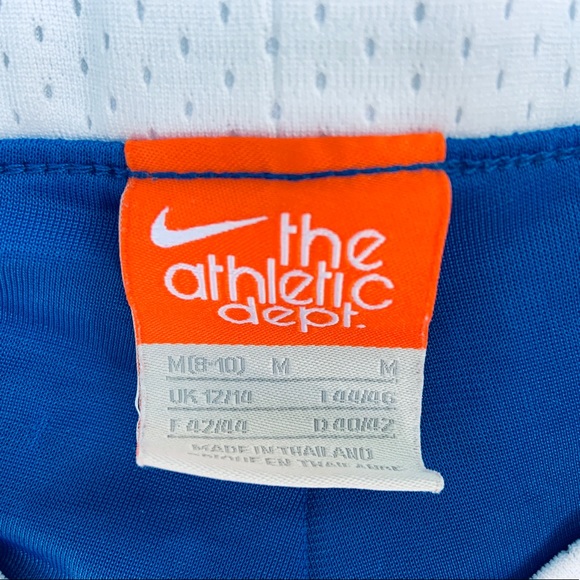 the
athletic
dept.
M(8-10) M M
UK 12/14 I 44/46
F 42/44 D 40/42
MADE IN THAILAND
EN THAILANDE